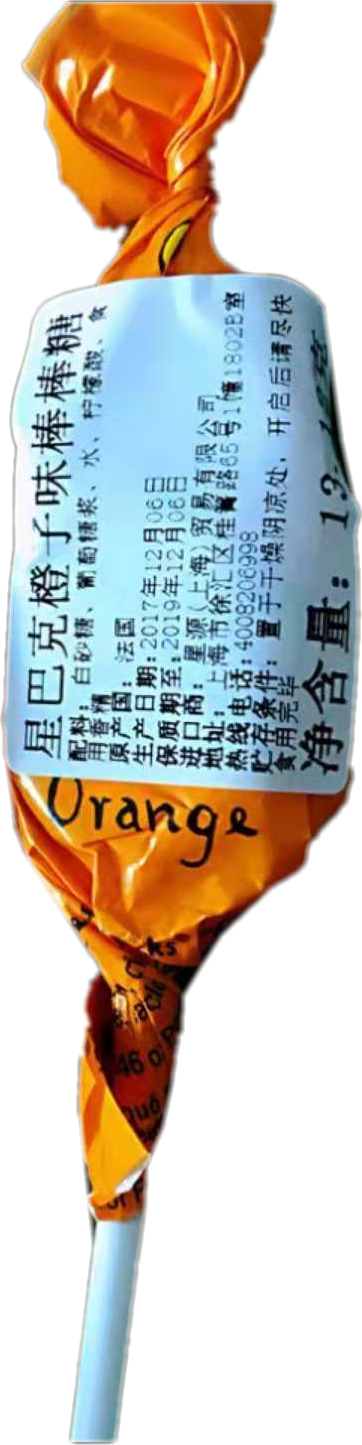 星巴克橙子味棒棒糖
配料：白砂糖、葡萄糖浆、水、柠檬酸、食
用香精
原产国：法国
生产日期：2017年12月06日
保质期至：2019年12月06日
进口商：星源（上海）贸易有限公司
地址：上海市徐汇区桂箐路65号1幢1802B室
热线电话：4008206998
贮存条件：置于干燥阴凉处，开启后请尽快
食用完毕
净含量：13
Orange
46 o